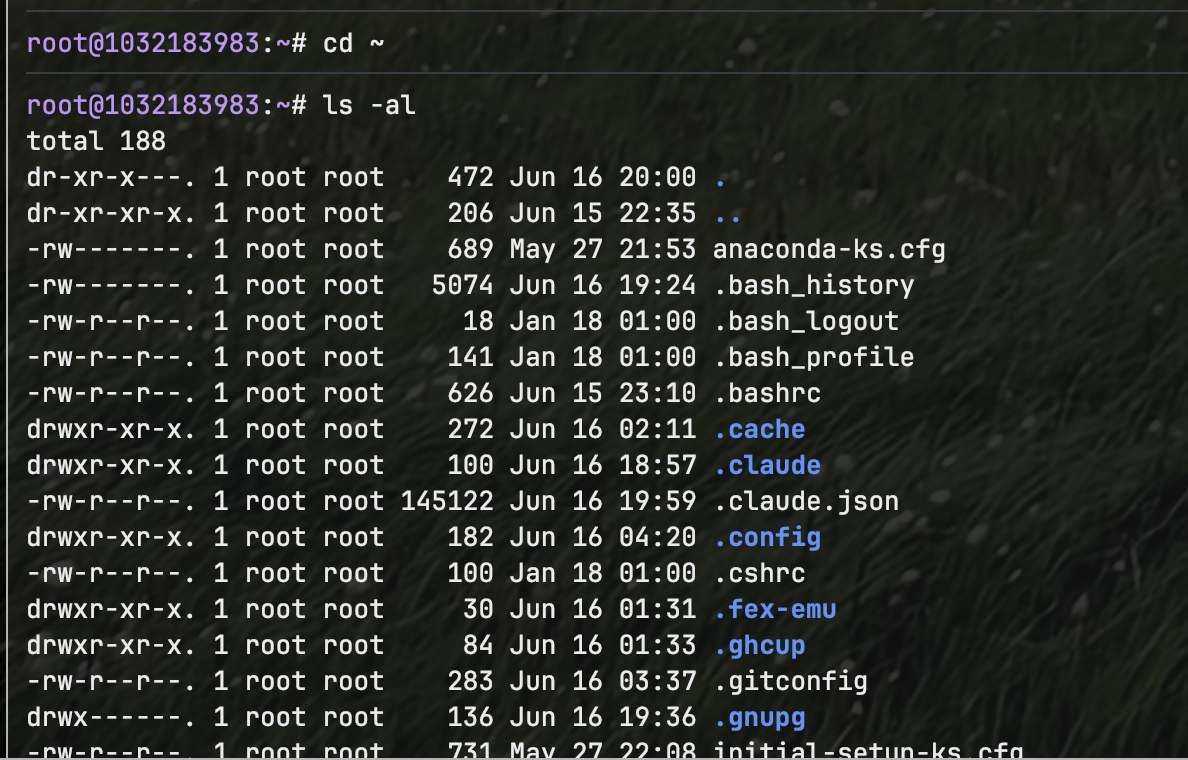 root@1032183983:~# cd ~
root@1032183983:~# ls -al
total 188
dr-xr-x---. 1 root root    472 Jun 16 20:00 .
dr-xr-xr-x. 1 root root    206 Jun 15 22:35 ..
-rw-------. 1 root root    689 May 27 21:53 anaconda-ks.cfg
-rw-------. 1 root root   5074 Jun 16 19:24 .bash_history
-rw-r--r--. 1 root root     18 Jan 18 01:00 .bash_logout
-rw-r--r--. 1 root root    141 Jan 18 01:00 .bash_profile
-rw-r--r--. 1 root root    626 Jun 15 23:10 .bashrc
drwxr-xr-x. 1 root root    272 Jun 16 02:11 .cache
drwxr-xr-x. 1 root root    100 Jun 16 18:57 .claude
-rw-r--r--. 1 root root 145122 Jun 16 19:59 .claude.json
drwxr-xr-x. 1 root root    182 Jun 16 04:20 .config
-rw-r--r--. 1 root root    100 Jan 18 01:00 .cshrc
drwxr-xr-x. 1 root root     30 Jun 16 01:31 .fex-emu
drwxr-xr-x. 1 root root     84 Jun 16 01:33 .ghcup
-rw-r--r--. 1 root root    283 Jun 16 03:37 .gitconfig
drwx------. 1 root root    136 Jun 16 19:36 .gnupg
-rw-r--r--. 1 root root    731 May 27 22:08 initial-setup-ks.cfg